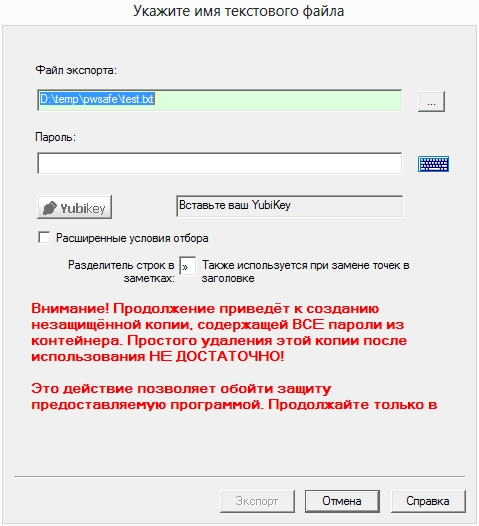 Укажите имя текстового файла
Файл экспорта:
D:\temp\pwsafe\test.txt
...
Пароль:
Yubikey
Вставьте ваш YubiKey
Расширенные условия отбора
Разделитель строк в
заметках:
»
Также используется при замене точек в
заголовке
Внимание! Продолжение приведёт к созданию
незащищённой копии, содержащей ВСЕ пароли из
контейнера. Простого удаления этой копии после
использования НЕ ДОСТАТОЧНО!
Это действие позволяет обойти защиту
предоставляемую программой. Продолжайте только в
Экспорт
Отмена
Справка